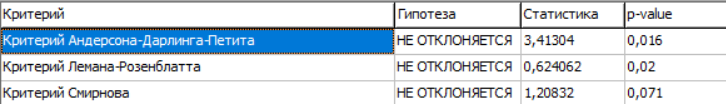 Критерий Гипотеза Статистика p-value
Критерий Андерсона-Дарлинга-Петита НЕ ОТКЛОНЯЕТСЯ 3,41304 0,016
Критерий Лемана-Розенблатта НЕ ОТКЛОНЯЕТСЯ 0,624062 0,02
Критерий Смирнова НЕ ОТКЛОНЯЕТСЯ 1,20832 0,071